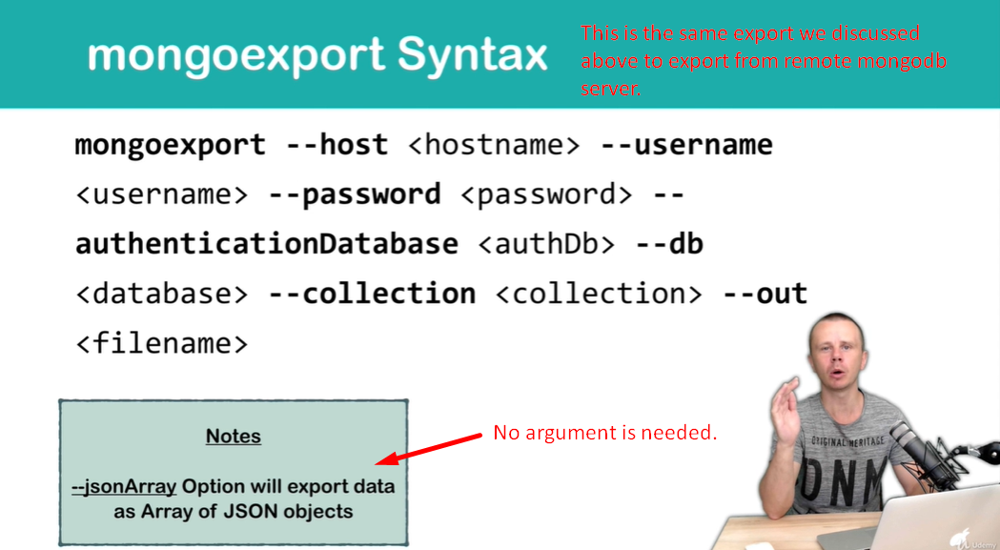 mongoexport Syntax
This is the same export we discussed
above to export from remote mongodb
server.
mongoexport --host <hostname> --username
<username> --password <password> --
authenticationDatabase <authDb> --db
<database> --collection <collection> --out
<filename>
Notes
--jsonArray Option will export data
as Array of JSON objects
No argument is needed.
ORIGINAL HERITAGE
DNM
Udemy